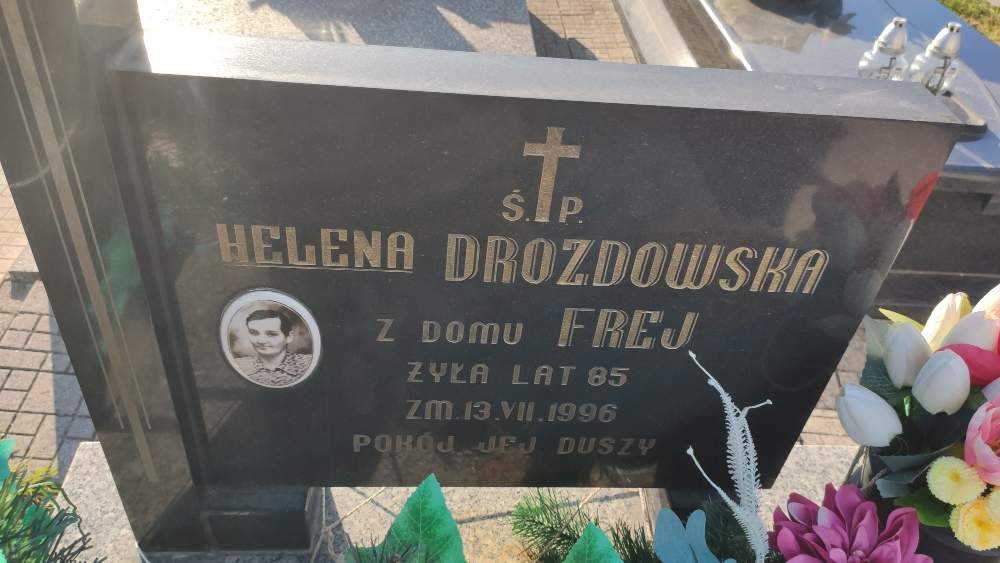 Ś. P.
HELENA DROZDOWSKA
Z DOMU FREJ
ŻYŁA LAT 85
ZM. 13.VII.1996
POKÓJ JEJ DUSZY